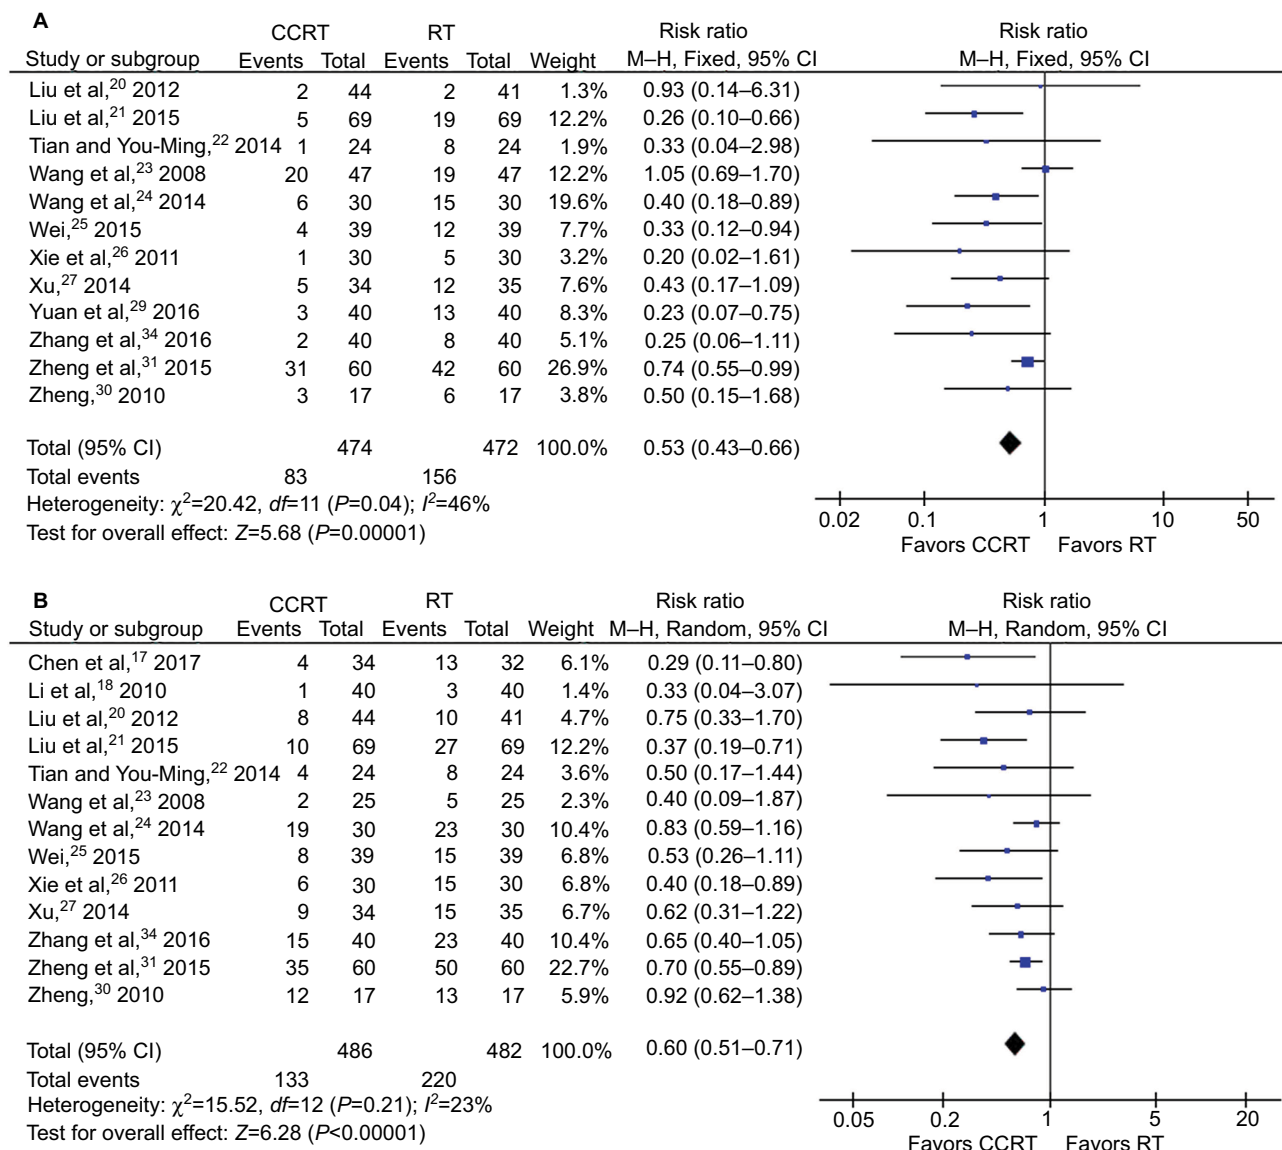 A
CCRT RT Risk ratio Risk ratio
Study or subgroup Events Total Events Total Weight M–H, Fixed, 95% CI M–H, Fixed, 95% CI
Liu et al,20 2012 2 44 2 41 1.3% 0.93 (0.14–6.31)
Liu et al,21 2015 5 69 19 69 12.2% 0.26 (0.10–0.66)
Tian and You-Ming,22 2014 1 24 8 24 1.9% 0.33 (0.04–2.98)
Wang et al,23 2008 20 47 19 47 12.2% 1.05 (0.69–1.70)
Wang et al,24 2014 6 30 15 30 19.6% 0.40 (0.18–0.89)
Wei,25 2015 4 39 12 39 7.7% 0.33 (0.12–0.94)
Xie et al,26 2011 1 30 5 30 3.2% 0.20 (0.02–1.61)
Xu,27 2014 5 34 12 35 7.6% 0.43 (0.17–1.09)
Yuan et al,29 2016 3 40 13 40 8.3% 0.23 (0.07–0.75)
Zhang et al,34 2016 2 40 8 40 5.1% 0.25 (0.06–1.11)
Zheng et al,31 2015 31 60 42 60 26.9% 0.74 (0.55–0.99)
Zheng,30 2010 3 17 6 17 3.8% 0.50 (0.15–1.68)
Total (95% CI) 474 472 100.0% 0.53 (0.43–0.66)
Total events 83 156
Heterogeneity: χ2=20.42, df=11 (P=0.04); I2=46%
Test for overall effect: Z=5.68 (P=0.00001)
0.02 0.1 1 10 50
Favors CCRT Favors RT
B
CCRT RT Risk ratio Risk ratio
Study or subgroup Events Total Events Total Weight M–H, Random, 95% CI M–H, Random, 95% CI
Chen et al,17 2017 4 34 13 32 6.1% 0.29 (0.11–0.80)
Li et al,18 2010 1 40 3 40 1.4% 0.33 (0.04–3.07)
Liu et al,20 2012 8 44 10 41 4.7% 0.75 (0.33–1.70)
Liu et al,21 2015 10 69 27 69 12.2% 0.37 (0.19–0.71)
Tian and You-Ming,22 2014 4 24 8 24 3.6% 0.50 (0.17–1.44)
Wang et al,23 2008 2 25 5 25 2.3% 0.40 (0.09–1.87)
Wang et al,24 2014 19 30 23 30 10.4% 0.83 (0.59–1.16)
Wei,25 2015 8 39 15 39 6.8% 0.53 (0.26–1.11)
Xie et al,26 2011 6 30 15 30 6.8% 0.40 (0.18–0.89)
Xu,27 2014 9 34 15 35 6.7% 0.62 (0.31–1.22)
Zhang et al,34 2016 15 40 23 40 10.4% 0.65 (0.40–1.05)
Zheng et al,31 2015 35 60 50 60 22.7% 0.70 (0.55–0.89)
Zheng,30 2010 12 17 13 17 5.9% 0.92 (0.62–1.38)
Total (95% CI) 486 482 100.0% 0.60 (0.51–0.71)
Total events 133 220
Heterogeneity: χ2=15.52, df=12 (P=0.21); I2=23%
Test for overall effect: Z=6.28 (P<0.00001)
0.05 0.2 1 5 20
Favors CCRT Favors RT